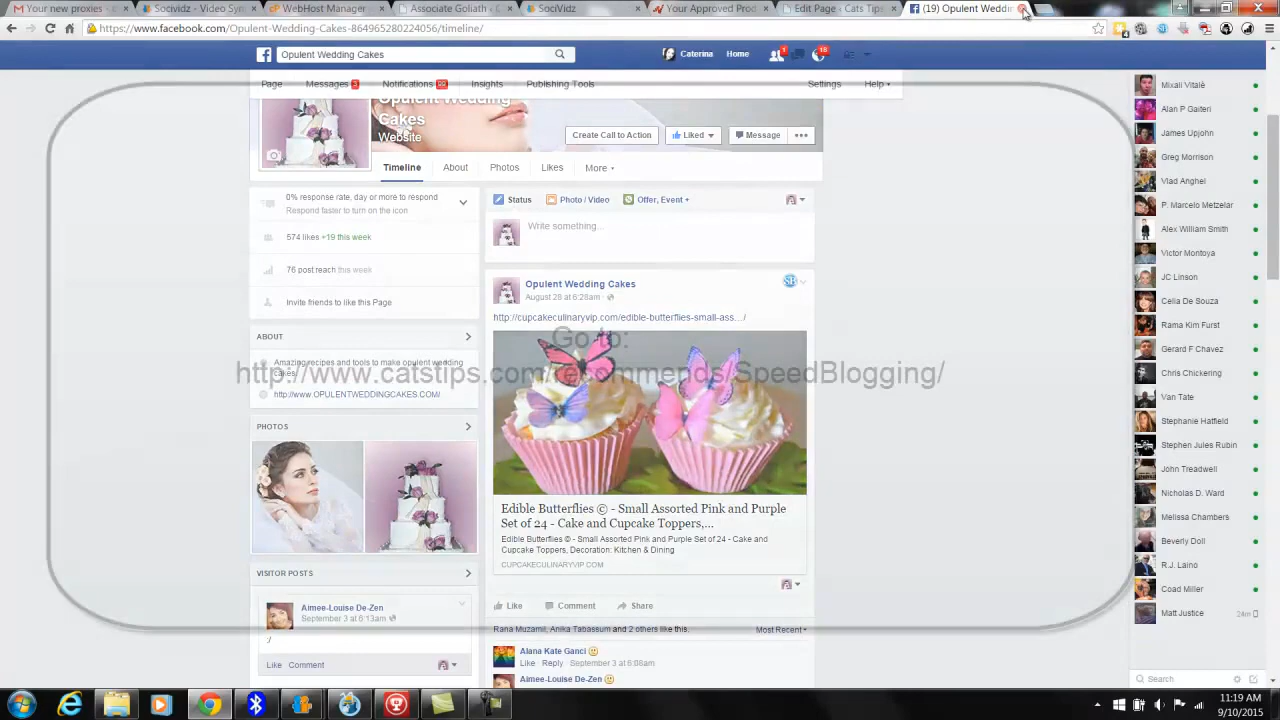 Your new proxies -
Socividz - Video Syn
WebHost Manager
Associate Goliath - C
SociVidz
Your Approved Prod
Edit Page ‹ Cats Tips
(19) Opulent Weddin
https://www.facebook.com/Opulent-Wedding-Cakes-864965280224056/timeline/
Opulent Wedding Cakes
Caterina
Home
Page
Messages 3
Notifications
Insights
Publishing Tools
Settings
Help
Opulent Wedding
Cakes
Website
Create Call to Action
Liked
Message
Timeline
About
Photos
Likes
More
0% response rate, day or more to respond
Respond faster to turn on the icon
574 likes +19 this week
76 post reach this week
Invite friends to like this Page
ABOUT
Amazing recipes and tools to make opulent wedding
cakes.
http://www.OPULENTWEDDINGCAKES.COM/
PHOTOS
VISITOR POSTS
Aimee-Louise De-Zen
September 3 at 6:13am
:/
Like Comment
Status
Photo / Video
Offer, Event +
Write something...
Opulent Wedding Cakes
August 28 at 6:28am
http://cupcakeculinaryvip.com/edible-butterflies-small-ass.../
Go to:
http://www.catstips.com/recommends/SpeedBlogging/
Edible Butterflies © - Small Assorted Pink and Purple
Set of 24 - Cake and Cupcake Toppers,...
Edible Butterflies © - Small Assorted Pink and Purple Set of 24 - Cake and
Cupcake Toppers, Decoration: Kitchen & Dining
CUPCAKECULINARYVIP.COM
Like
Comment
Share
Rana Muzamil, Anika Tabassum and 2 others like this.
Most Recent
Alana Kate Ganci
Like Reply September 3 at 6:08am
Aimee-Louise De-Zen
Mixali Vitale
Alan P Gaiteri
James Upjohn
Greg Morrison
Vlad Anghel
P. Marcelo Metzelar
Alex William Smith
Victor Montoya
JC Linson
Celia De Souza
Rama Kim Furst
Gerard F Chavez
Chris Chickering
Van Tate
Stephanie Hatfield
Stephen Jules Rubin
John Treadwell
Nicholas D. Ward
Melissa Chambers
Beverly Doll
R.J. Laino
Coad Miller
Matt Justice
24m
Search
11:19 AM
9/10/2015